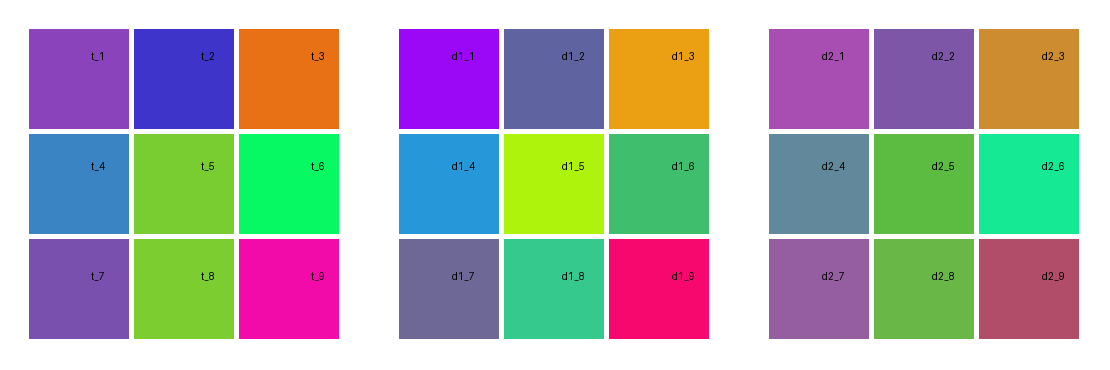 t_1 t_2 t_3 d1_1 d1_2 d1_3 d2_1 d2_2 d2_3
t_4 t_5 t_6 d1_4 d1_5 d1_6 d2_4 d2_5 d2_6
t_7 t_8 t_9 d1_7 d1_8 d1_9 d2_7 d2_8 d2_9